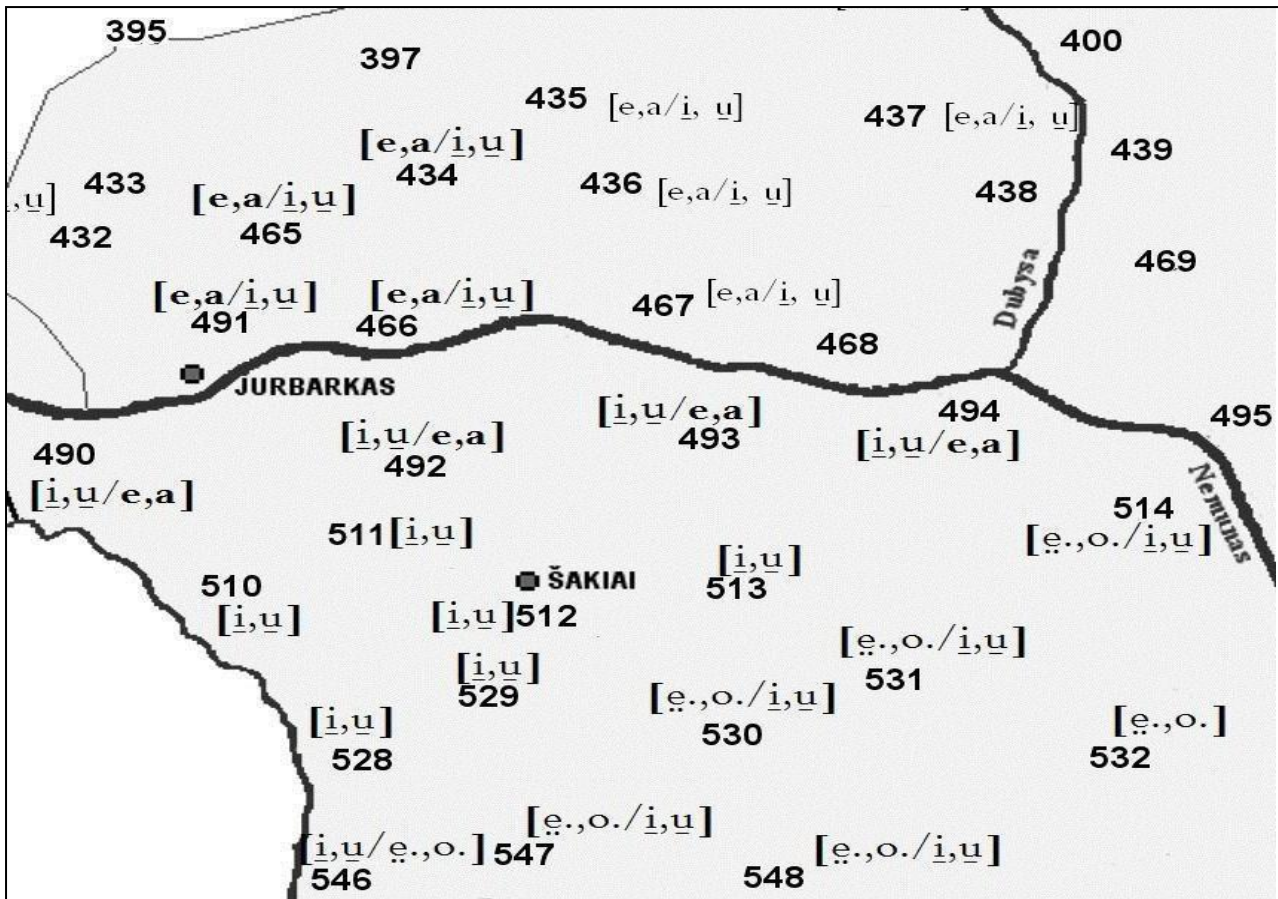 395
397
400
435 [e,a/i̱, u̱]
437 [e,a/i̱, u̱]
[e,a/i̱,u̱]
434
439
433
436 [e,a/i̱, u̱]
438
[e,a/i̱,u̱]
465
,u̱]
432
469
Dubysa
[e,a/i̱,u̱]
491
[e,a/i̱,u̱]
466
467 [e,a/i̱, u̱]
468
JURBARKAS
[i̱,u̱/e,a]
493
494
[i̱,u̱/e,a]
495
490
[i̱,u̱/e,a]
[i̱,u̱/e,a]
492
Nemunas
514
[e̤.,o./i̱,u̱]
511 [i̱,u̱]
[i̱,u̱]
513
510
[i̱,u̱]
ŠAKIAI
[i̱,u̱] 512
[i̱,u̱]
529
[e̤.,o./i̱,u̱]
531
[e̤.,o./i̱,u̱]
530
[i̱,u̱]
528
[e̤.,o.]
532
[e̤.,o./i̱,u̱]
547
[i̱,u̱/e̤.,o.]
546
[e̤.,o./i̱,u̱]
548